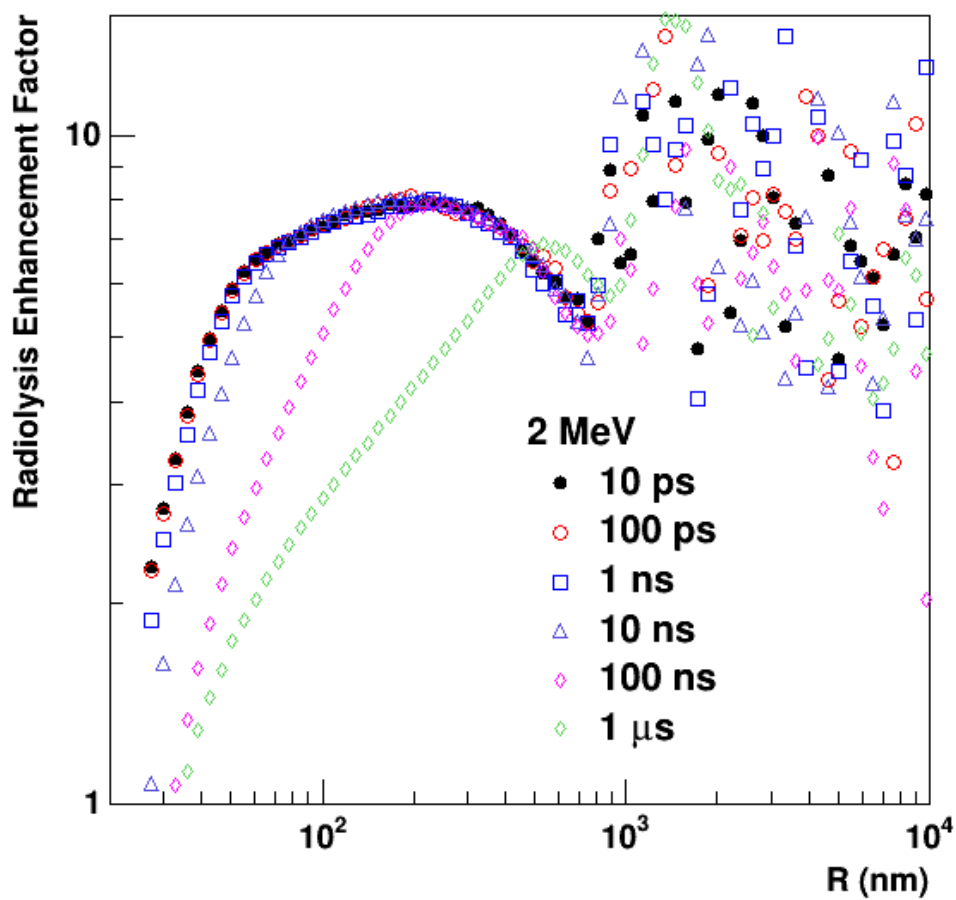 Radiolysis Enhancement Factor
10
1
2 MeV
10 ps
100 ps
1 ns
10 ns
100 ns
1 μs
10²
10³
10⁴
R (nm)